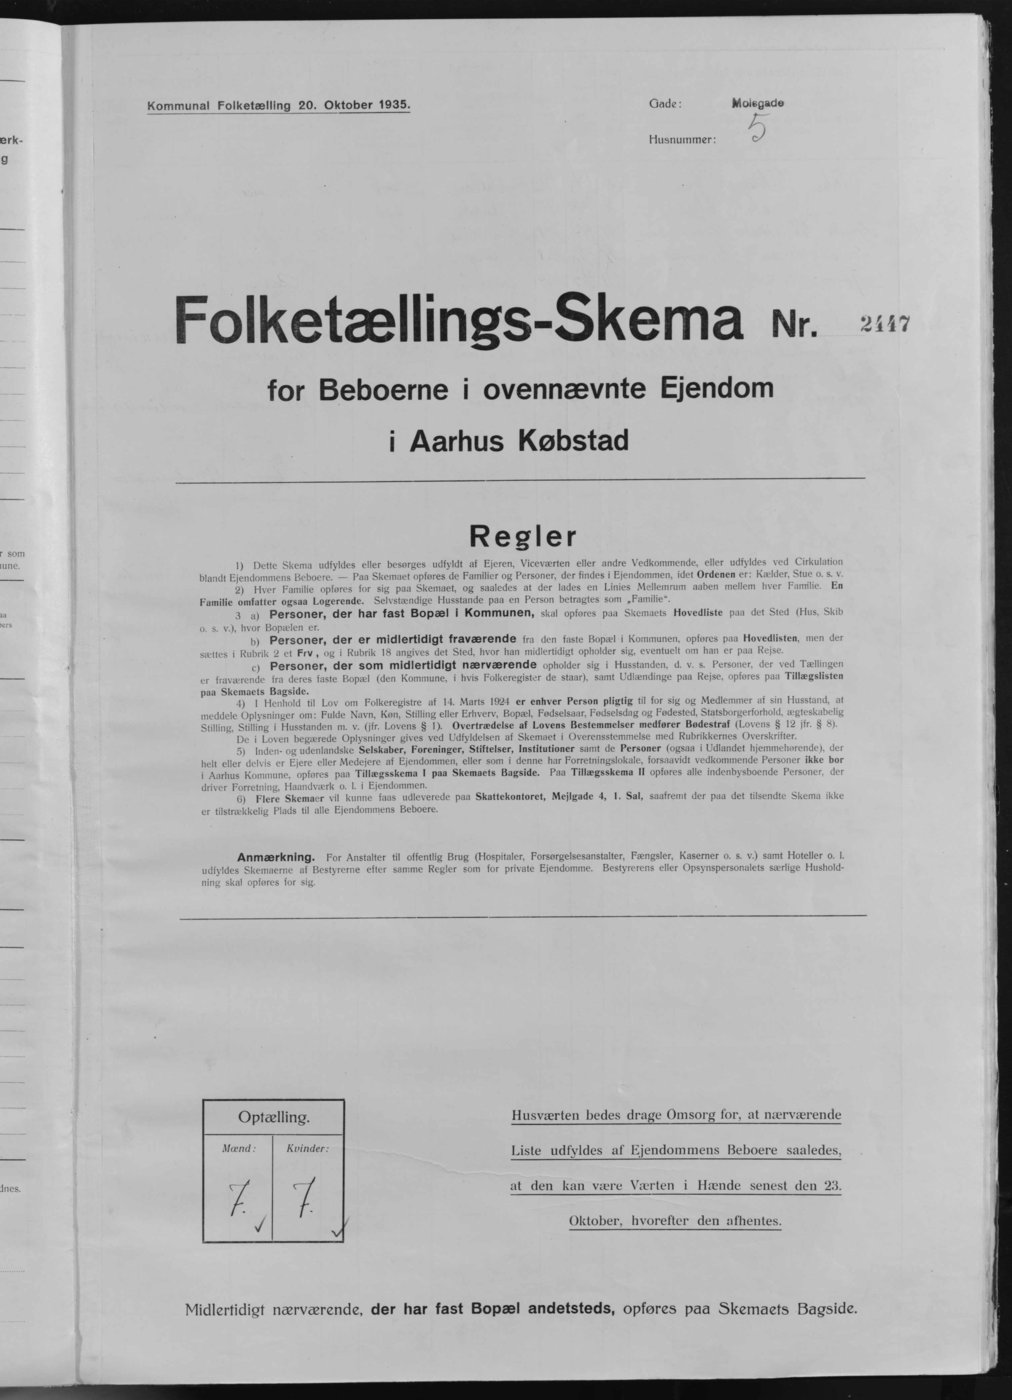 Kommunal Folketælling 20. Oktober 1935.
Gade: Molsgade
Husnummer: 5
Folketællings-Skema Nr. 2447
for Beboerne i ovennævnte Ejendom
i Aarhus Købstad
Regler
1) Dette Skema udfyldes eller besørges udfyldt af Ejeren, Viceværten eller andre Vedkommende, eller udfyldes ved Cirkulation
blandt Ejendommens Beboere. — Paa Skemaet opføres de Familier og Personer, der findes i Ejendommen, idet Ordenen er: Kælder, Stue o. s. v.
2) Hver Familie opføres for sig paa Skemaet, og saaledes at der lades en Linies Mellemrum aaben mellem hver Familie. En
Familie omfatter ogsaa Logerende. Selvstændige Husstande paa en Person betragtes som „Familie“.
3 a) Personer, der har fast Bopæl i Kommunen, skal opføres paa Skemaets Hovedliste paa det Sted (Hus, Skib
o. s. v.), hvor Bopælen er.
b) Personer, der er midlertidigt fraværende fra den faste Bopæl i Kommunen, opføres paa Hovedlisten, men der
sættes i Rubrik 2 et Frv, og i Rubrik 18 angives det Sted, hvor han midlertidigt opholder sig, eventuelt om han er paa Rejse.
c) Personer, der som midlertidigt nærværende opholder sig i Husstanden, d. v. s. Personer, der ved Tællingen
er fraværende fra deres faste Bopæl (den Kommune, i hvis Folkeregister de staar), samt Udlændinge paa Rejse, opføres paa Tillægslisten
paa Skemaets Bagside.
4) I Henhold til Lov om Folkeregistre af 14. Marts 1924 er enhver Person pligtig til for sig og Medlemmer af sin Husstand, at
meddele Oplysninger om: Fulde Navn, Køn, Stilling eller Erhverv, Bopæl, Fødselsaar, Fødselsdag og Fødested, Statsborgerforhold, ægteskabelig
Stilling, Stilling i Husstanden m. v. (jfr. Lovens § 1). Overtrædelse af Lovens Bestemmelser medfører Bødestraf (Lovens § 12 jfr. § 8).
De i Loven begærede Oplysninger gives ved Udfyldelsen af Skemaet i Overensstemmelse med Rubrikkernes Overskrifter.
5) Inden- og udenlandske Selskaber, Foreninger, Stiftelser, Institutioner samt de Personer (ogsaa i Udlandet hjemmehørende), der
helt eller delvis er Ejere eller Medejere af Ejendommen, eller som i denne har Forretningslokale, forsaavidt vedkommende Personer ikke bor
i Aarhus Kommune, opføres paa Tillægsskema I paa Skemaets Bagside. Paa Tillægsskema II opføres alle indenbysboende Personer, der
driver Forretning, Haandværk o. l. i Ejendommen.
6) Flere Skemaer vil kunne faas udleverede paa Skattekontoret, Mejlgade 4, 1. Sal, saafremt der paa det tilsendte Skema ikke
er tilstrækkelig Plads til alle Ejendommens Beboere.
Anmærkning. For Anstalter til offentlig Brug (Hospitaler, Forsørgelsesanstalter, Fængsler, Kaserner o. s. v.) samt Hoteller o. l.
udfyldes Skemaerne af Bestyrerne efter samme Regler som for private Ejendomme. Bestyrerens eller Opsynspersonalets særlige Hushold-
ning skal opføres for sig.
Optælling.
Mænd: Kvinder:
7. 7.
Husværten bedes drage Omsorg for, at nærværende
Liste udfyldes af Ejendommens Beboere saaledes,
at den kan være Værten i Hænde senest den 23.
Oktober, hvorefter den afhentes.
Midlertidigt nærværende, der har fast Bopæl andetsteds, opføres paa Skemaets Bagside.